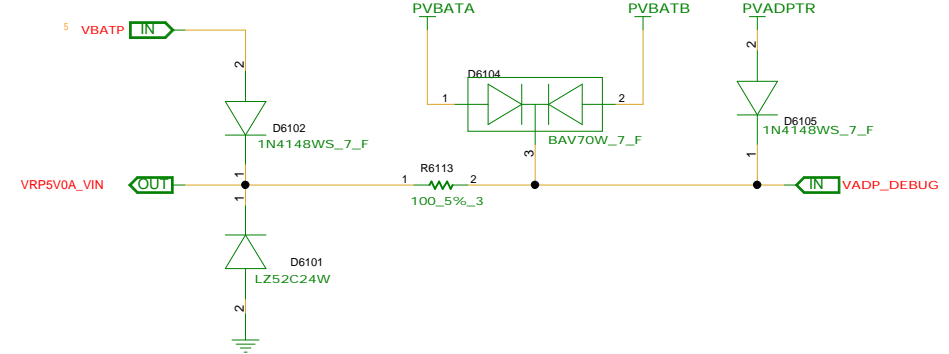 PVBATA
PVBATB
PVADPTR
5
VBATP
IN
2
2
D6104
1
2
D6102
1N4148WS_7_F
BAV70W_7_F
D6105
1N4148WS_7_F
1
3
1
VRP5V0A_VIN
OUT
R6113
1
2
100_5%_3
IN
VADP_DEBUG
1
D6101
LZ52C24W
2